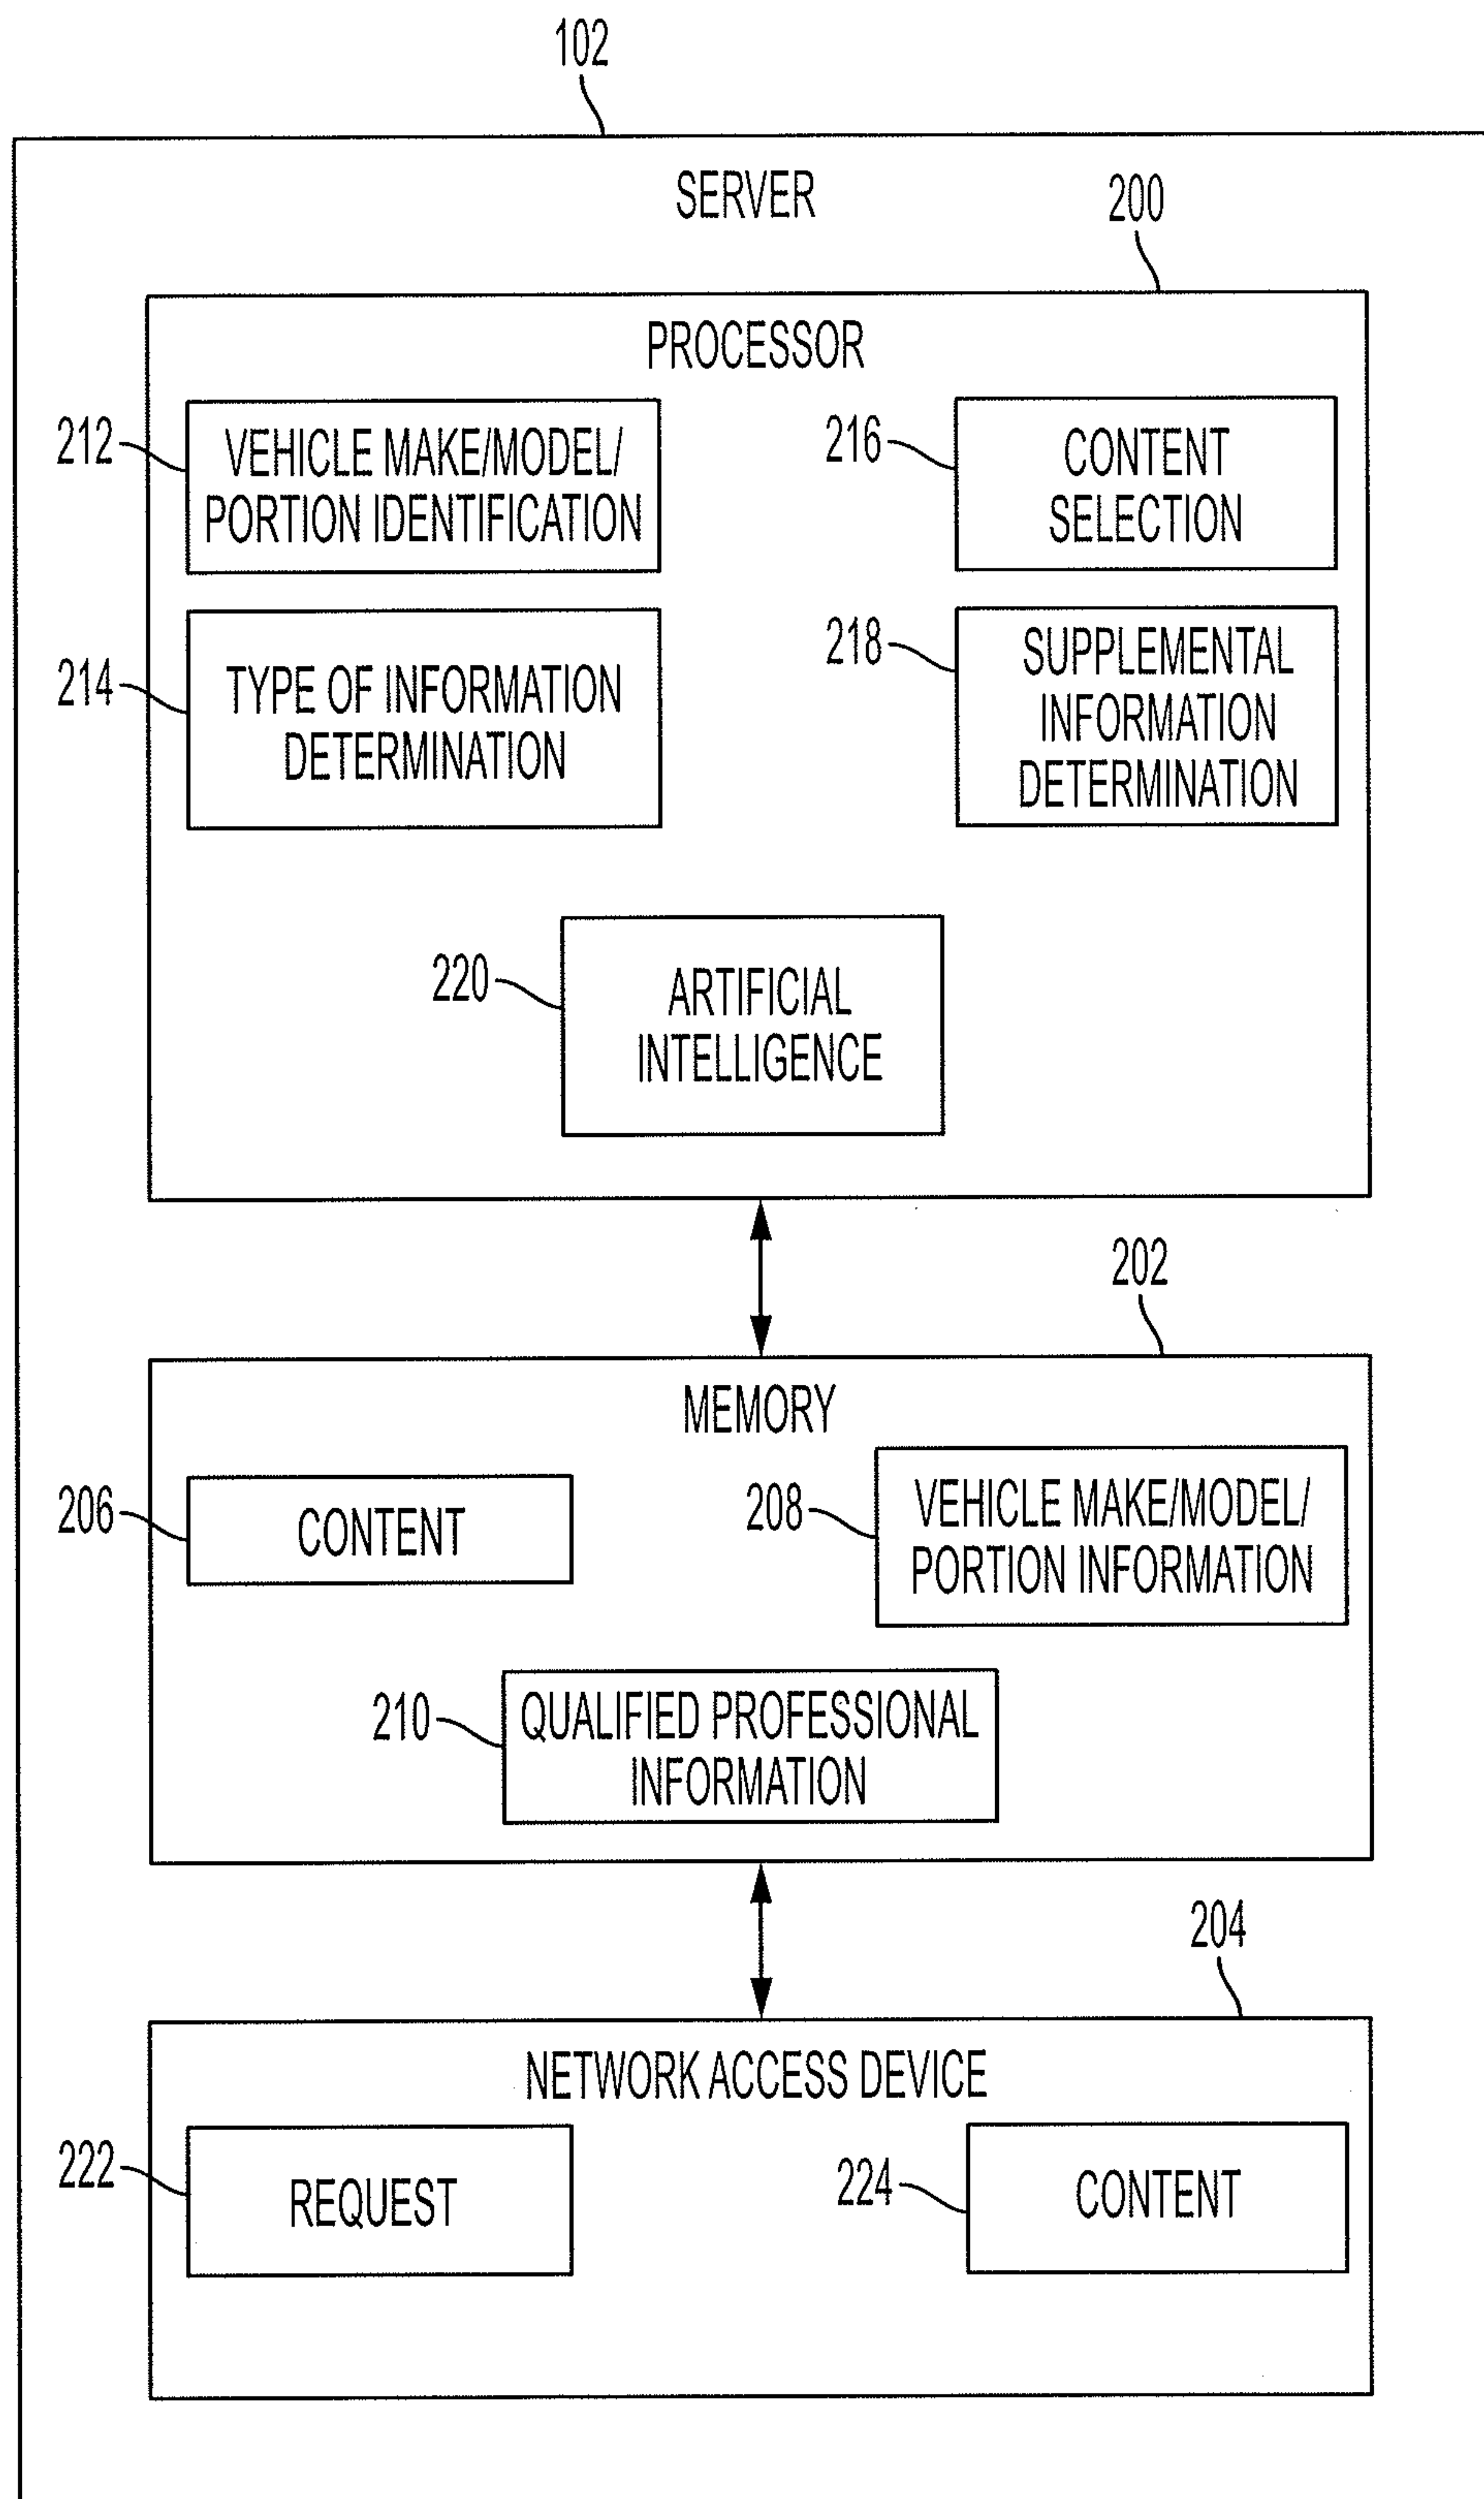 102
SERVER
200
PROCESSOR
212
VEHICLE MAKE/MODEL/
PORTION IDENTIFICATION
216
CONTENT
SELECTION
214
TYPE OF INFORMATION
DETERMINATION
218
SUPPLEMENTAL
INFORMATION
DETERMINATION
220
ARTIFICIAL
INTELLIGENCE
202
MEMORY
206
CONTENT
208
VEHICLE MAKE/MODEL/
PORTION INFORMATION
210
QUALIFIED PROFESSIONAL
INFORMATION
204
NETWORK ACCESS DEVICE
222
REQUEST
224
CONTENT